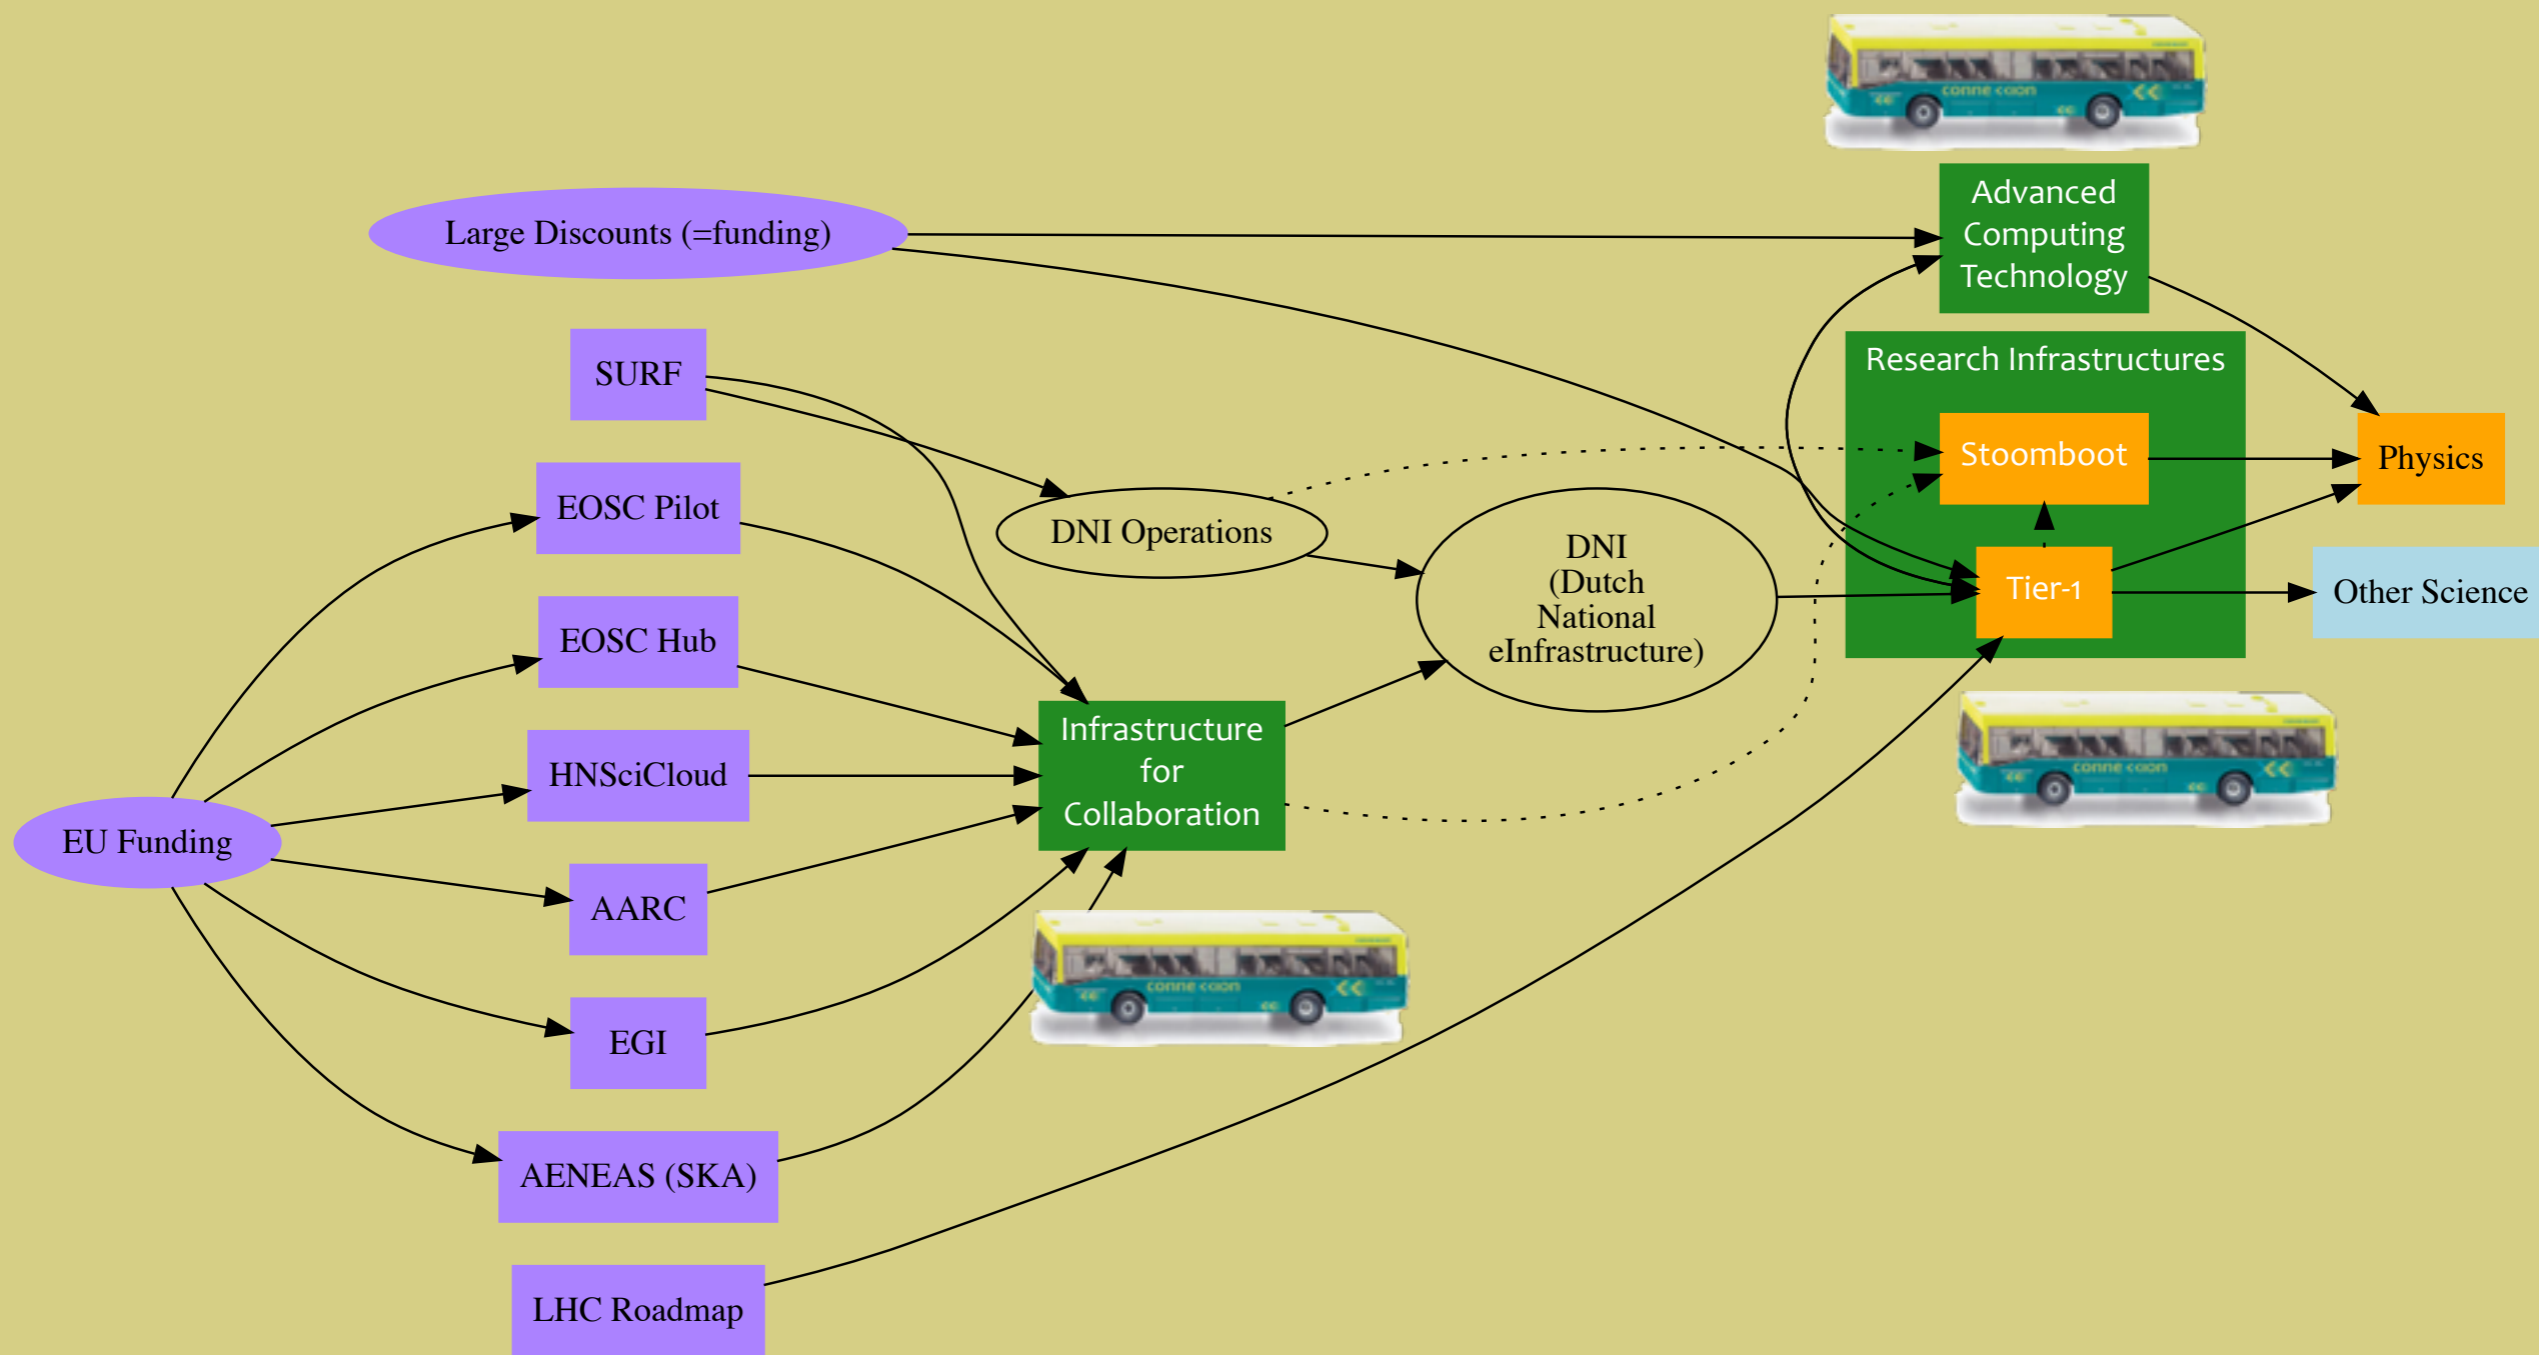 Advanced
Computing
Technology
Large Discounts (=funding)
Research Infrastructures
SURF
Stoomboot
Physics
EOSC Pilot
DNI Operations
DNI
(Dutch
National
eInfrastructure)
Tier-1
Other Science
EOSC Hub
Infrastructure
for
Collaboration
HNSciCloud
EU Funding
AARC
EGI
AENEAS (SKA)
LHC Roadmap